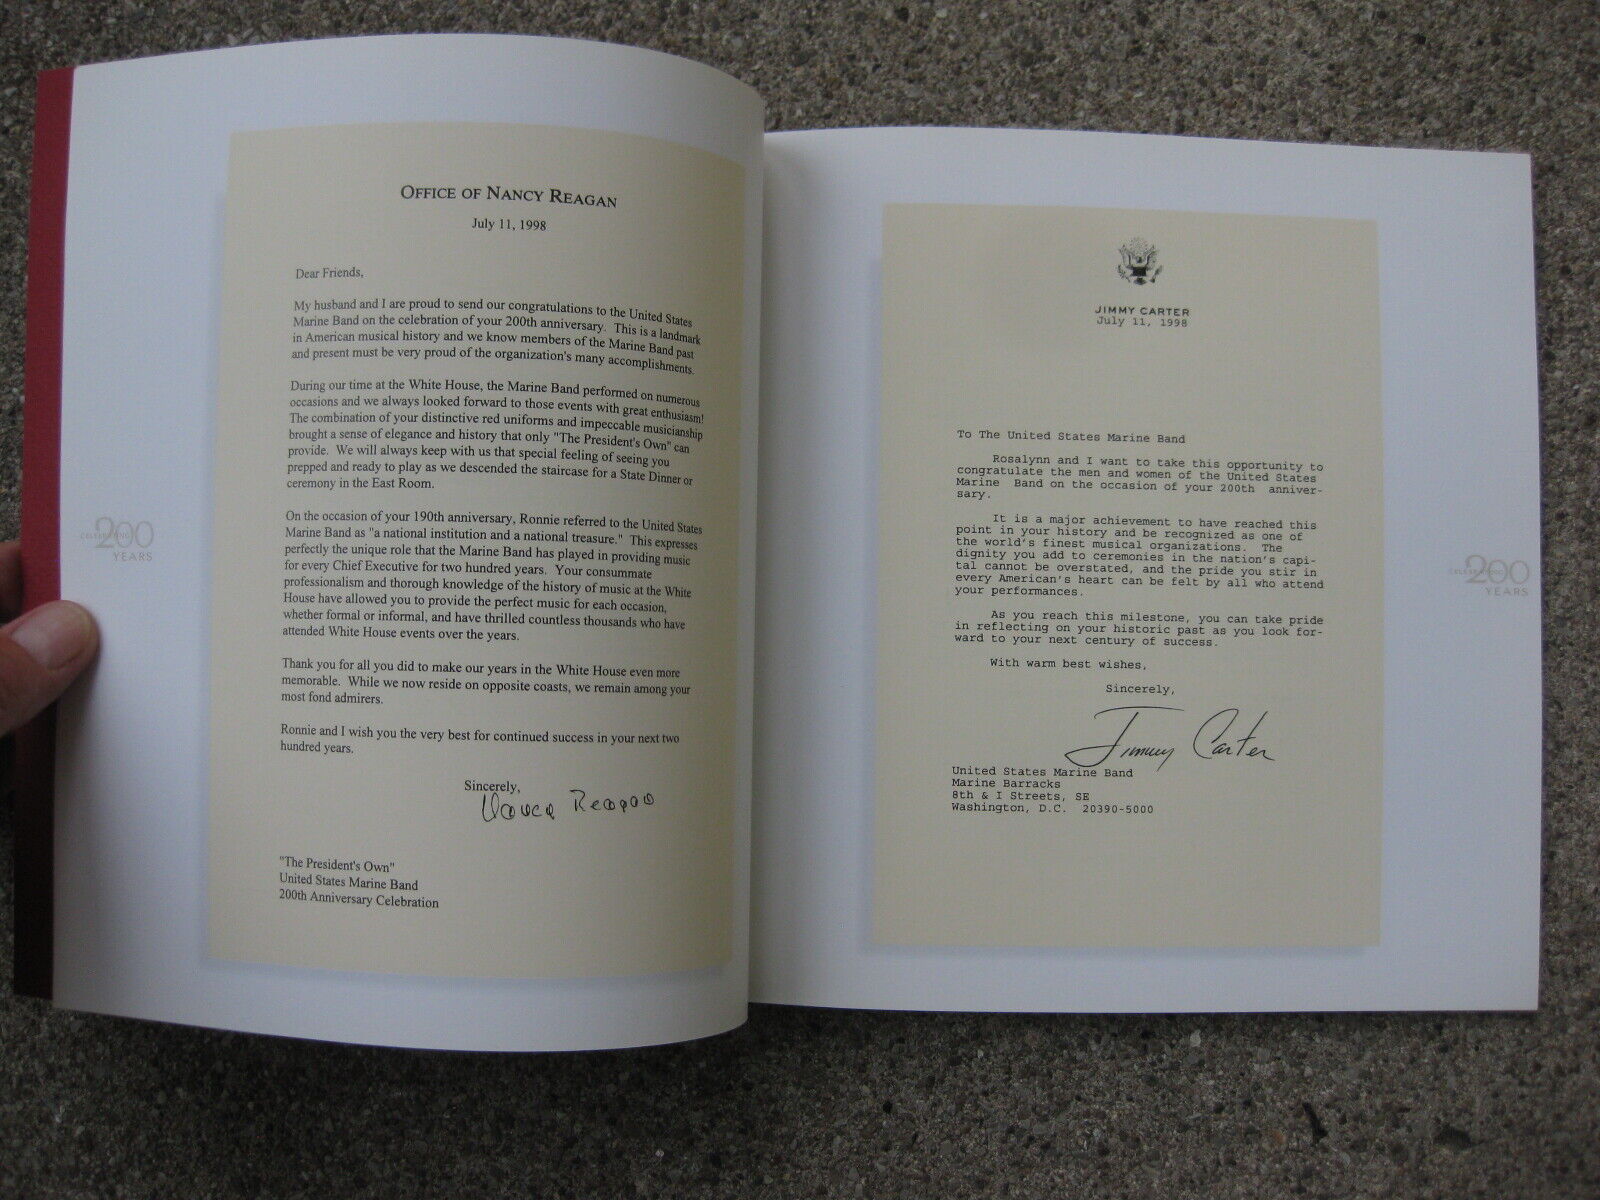 OFFICE OF NANCY REAGAN
July 11, 1998
Dear Friends,
My husband and I are proud to send our congratulations to the United States
Marine Band on the celebration of your 200th anniversary. This is a landmark
in American musical history and we know members of the Marine Band past
and present must be very proud of the organization's many accomplishments.
During our time at the White House, the Marine Band performed on numerous
occasions and we always looked forward to those events with great enthusiasm!
The combination of your distinctive red uniforms and impeccable musicianship
brought a sense of elegance and history that only "The President's Own" can
provide. We will always keep with us that special feeling of seeing you
prepped and ready to play as we descended the staircase for a State Dinner or
ceremony in the East Room.
On the occasion of your 190th anniversary, Ronnie referred to the United States
Marine Band as "a national institution and a national treasure." This expresses
perfectly the unique role that the Marine Band has played in providing music
for every Chief Executive for two hundred years. Your consummate
professionalism and thorough knowledge of the history of music at the White
House have allowed you to provide the perfect music for each occasion,
whether formal or informal, and have thrilled countless thousands who have
attended White House events over the years.
Thank you for all you did to make our years in the White House even more
memorable. While we now reside on opposite coasts, we remain among your
most fond admirers.
Ronnie and I wish you the very best for continued success in your next two
hundred years.
Sincerely,
Nancy Reagan
"The President's Own"
United States Marine Band
200th Anniversary Celebration
CELEBRATING
200
YEARS
JIMMY CARTER
July 11, 1998
To The United States Marine Band
Rosalynn and I want to take this opportunity to
congratulate the men and women of the United States
Marine Band on the occasion of your 200th anniver-
sary.
It is a major achievement to have reached this
point in your history and be recognized as one of
the world's finest musical organizations. The
dignity you add to ceremonies in the nation's capi-
tal cannot be overstated, and the pride you stir in
every American's heart can be felt by all who attend
your performances.
As you reach this milestone, you can take pride
in reflecting on your historic past as you look for-
ward to your next century of success.
With warm best wishes,
Sincerely,
Jimmy Carter
United States Marine Band
Marine Barracks
8th & I Streets, SE
Washington, D.C. 20390-5000
CELEBRATING
200
YEARS